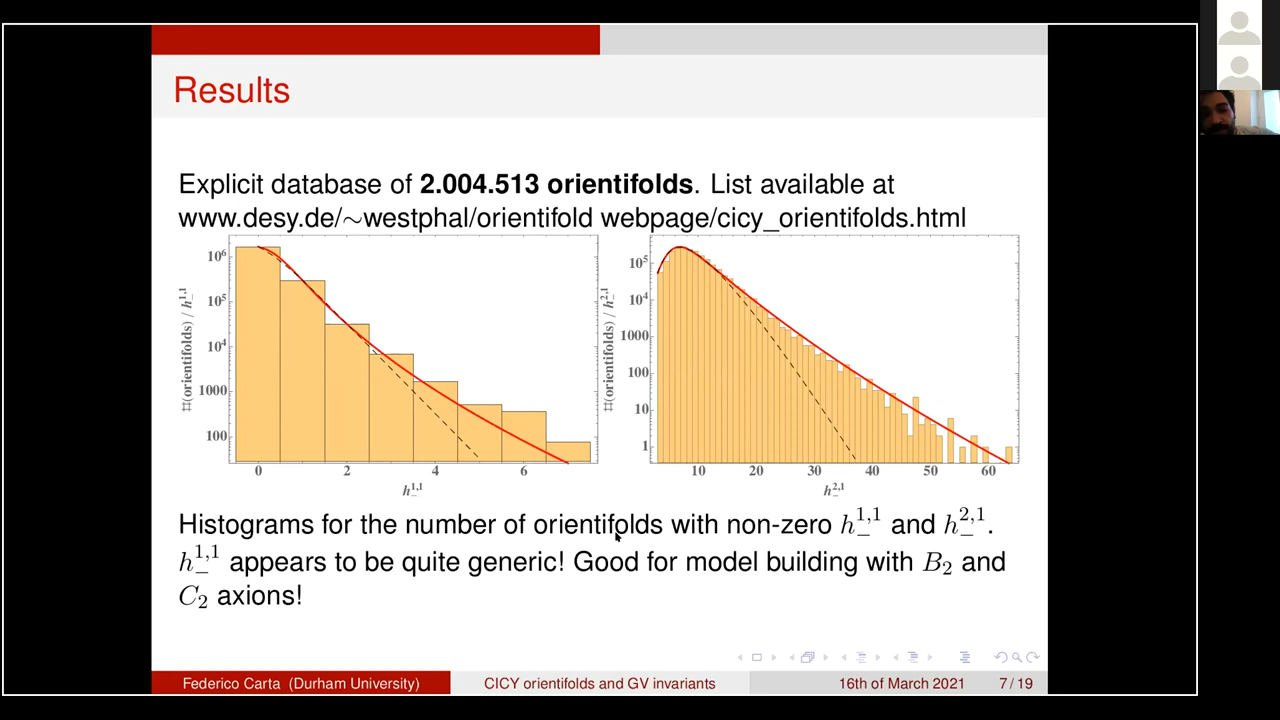 Results
Explicit database of 2.004.513 orientifolds. List available at
www.desy.de/∼westphal/orientifold webpage/cicy_orientifolds.html
10⁶
10⁵
10⁴
1000
100
♯(orientifolds) / h₋^{1,1}
0 2 4 6
h₋^{1,1}
10⁵
10⁴
1000
100
10
1
♯(orientifolds) / h₋^{2,1}
10 20 30 40 50 60
h₋^{2,1}
Histograms for the number of orientifolds with non-zero h₋^{1,1} and h₋^{2,1}.
h₋^{1,1} appears to be quite generic! Good for model building with B₂ and
C₂ axions!
Federico Carta (Durham University) CICY orientifolds and GV invariants 16th of March 2021 7 / 19